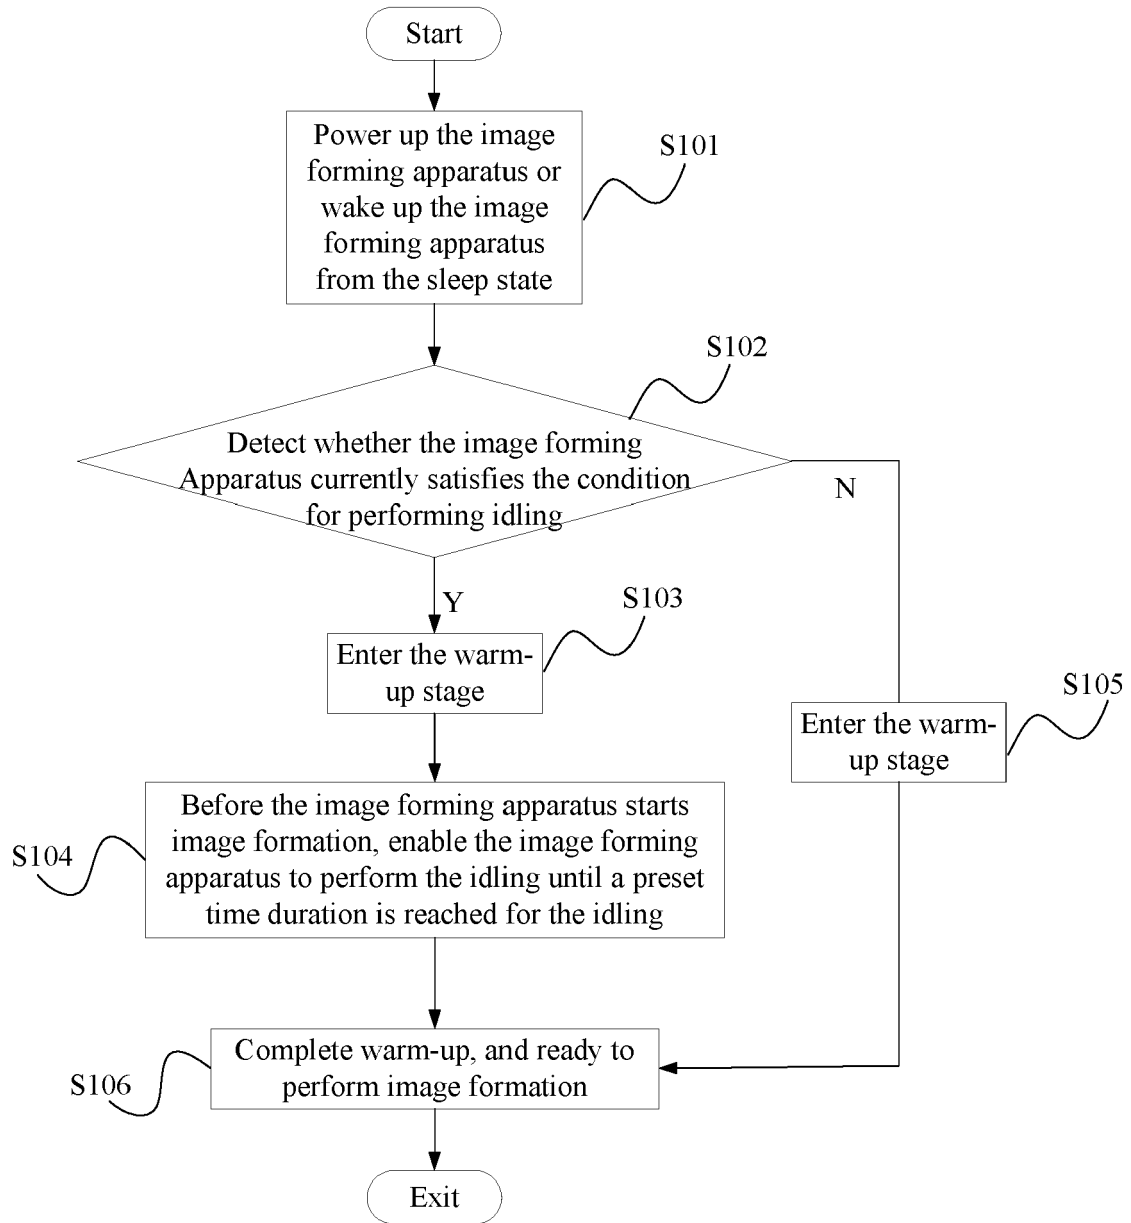 Start
Power up the image
forming apparatus or
wake up the image
forming apparatus
from the sleep state
S101
S102
Detect whether the image forming
Apparatus currently satisfies the condition
for performing idling
N
Y
S103
Enter the warm-
up stage
S105
Enter the warm-
up stage
Before the image forming apparatus starts
image formation, enable the image forming
apparatus to perform the idling until a preset
time duration is reached for the idling
S104
Complete warm-up, and ready to
perform image formation
S106
Exit